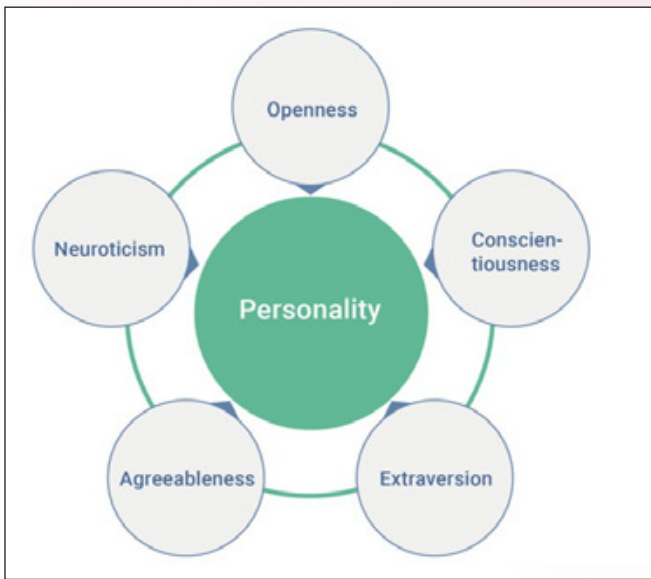 Openness
Neuroticism
Conscien-
tiousness
Personality
Agreeableness
Extraversion